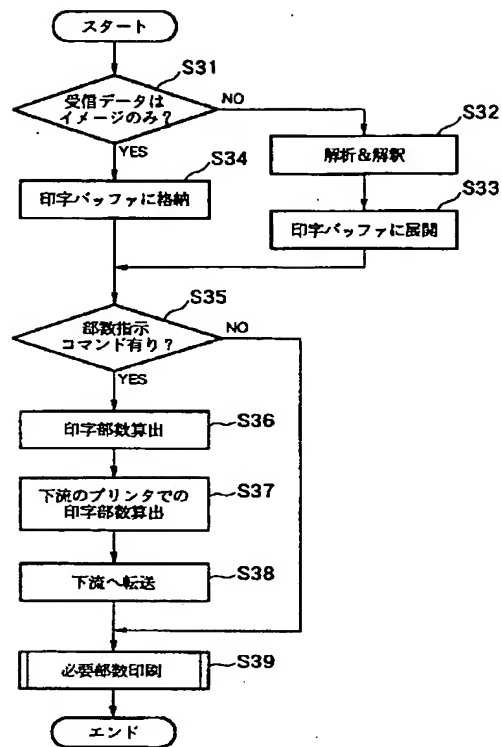 スタート
S31
受信データは
イメージのみ?
NO
YES
S32
解析&解釈
S34
印字バッファに格納
S33
印字バッファに展開
S35
部数指示
コマンド有り?
NO
YES
S36
印字部数算出
S37
下流のプリンタでの
印字部数算出
S38
下流へ転送
S39
必要部数印刷
エンド